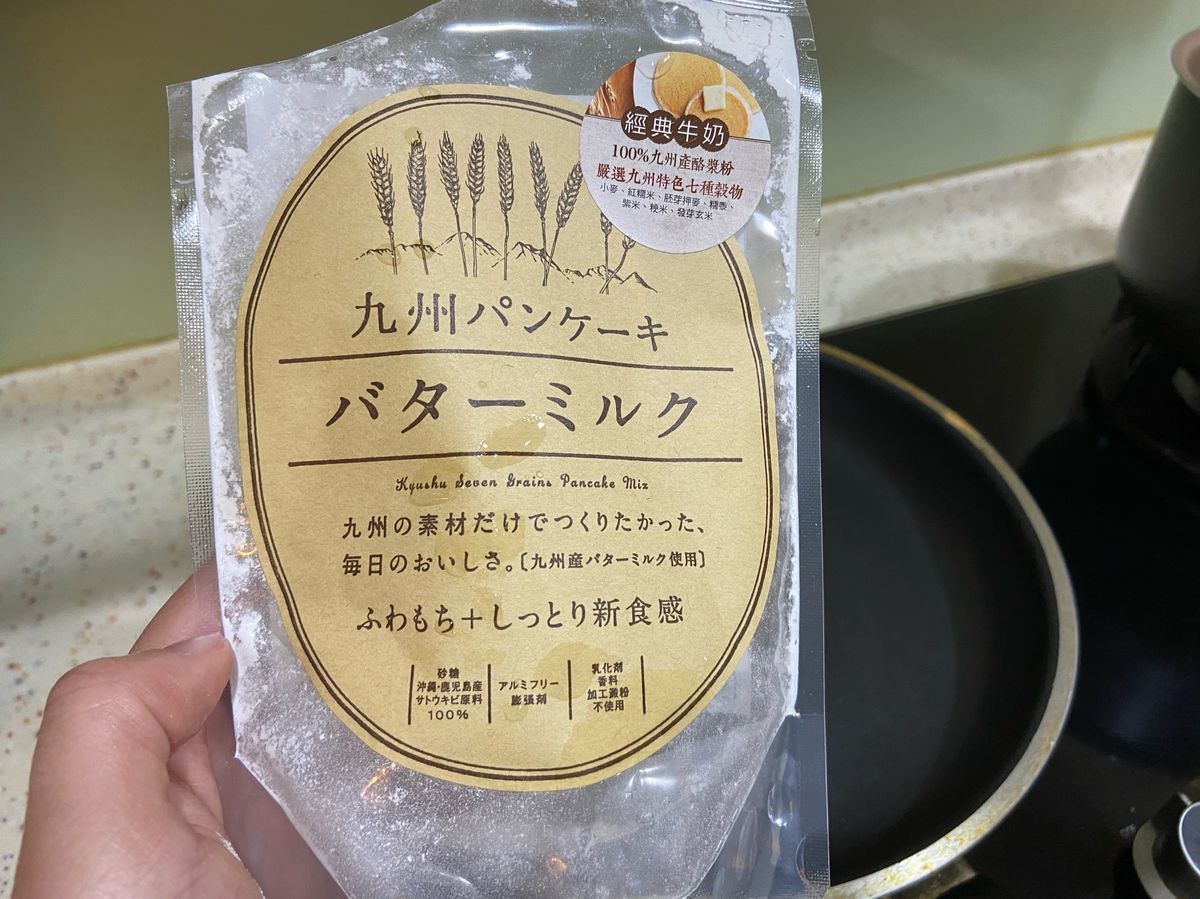 經典牛奶
100%九州產酪漿粉
嚴選九州特色七種穀物
小麥、紅糯米、胚芽押麥、糯黍、
紫米、粳米、發芽玄米
九州パンケーキ
バターミルク
Kyushu Seven Grains Pancake Mix
九州の素材だけでつくりたかった、
毎日のおいしさ。〔九州産バターミルク使用〕
ふわもち+しっとり新食感
砂糖
沖縄・鹿児島産
サトウキビ原料
100%
アルミフリー
膨張剤
乳化剤
香料
加工澱粉
不使用